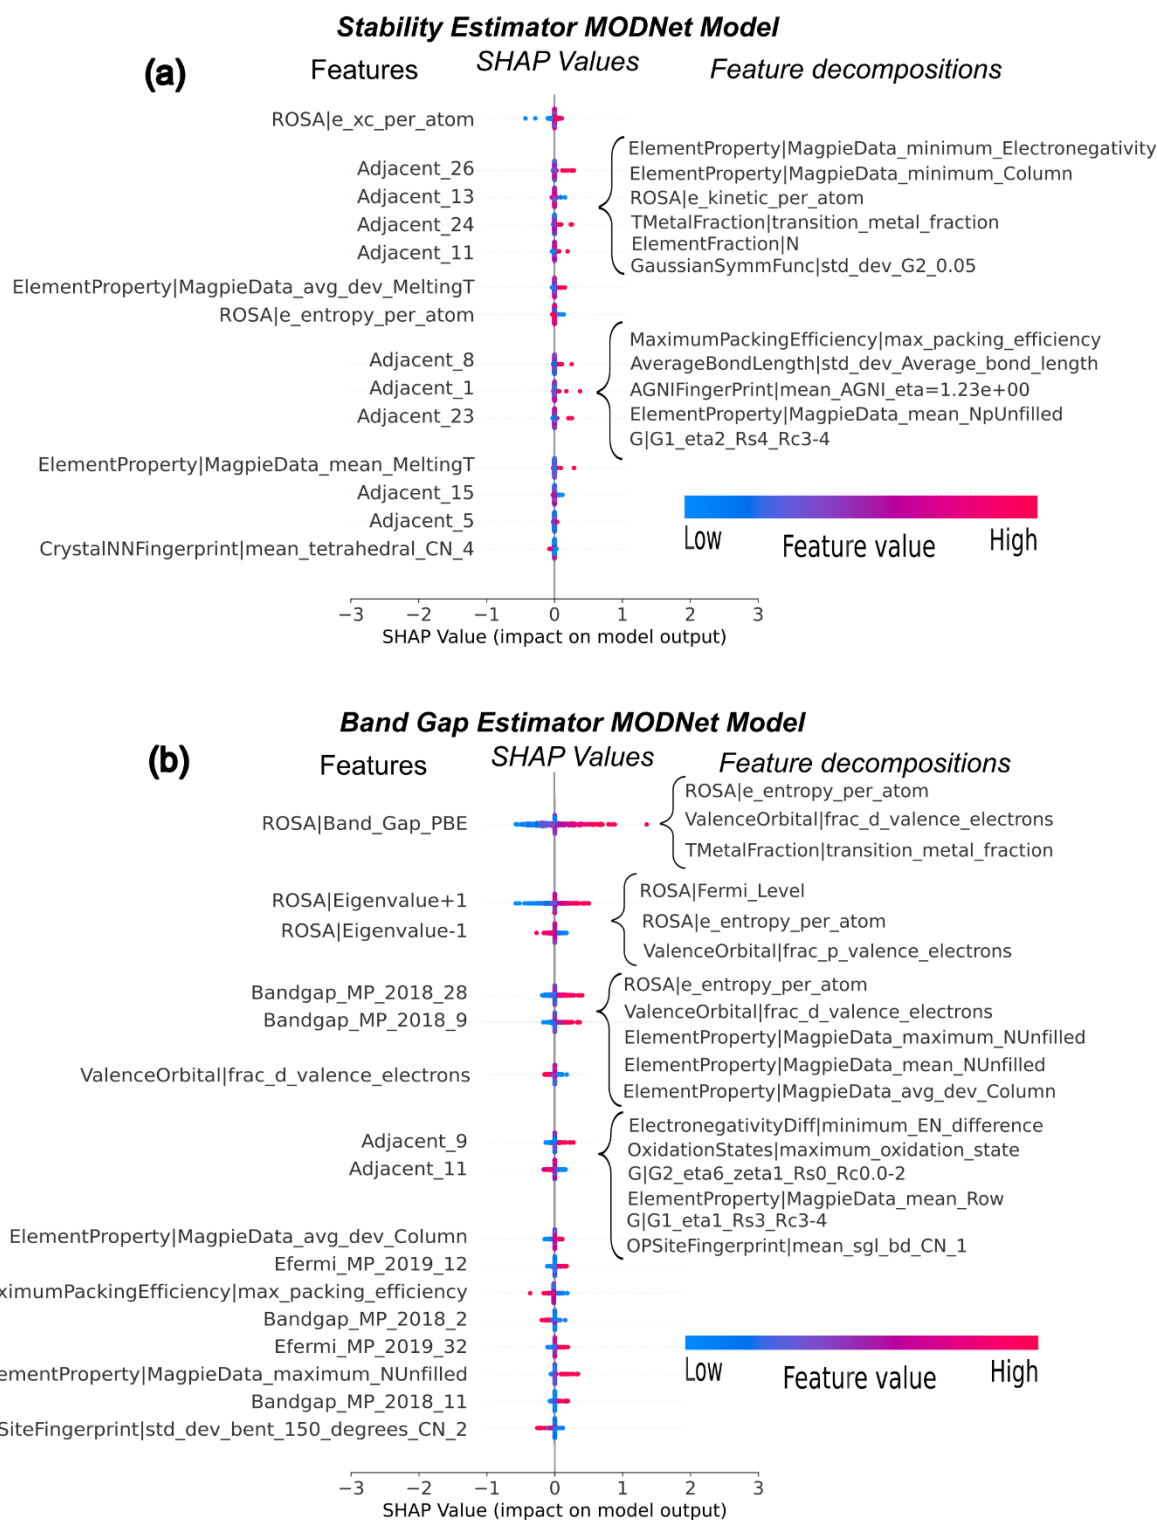 Stability Estimator MODNet Model
(a)
Features
SHAP Values
Feature decompositions
ROSA|e_xc_per_atom
Adjacent_26
Adjacent_13
Adjacent_24
Adjacent_11
ElementProperty|MagpieData_minimum_Electronegativity
ElementProperty|MagpieData_minimum_Column
ROSA|e_kinetic_per_atom
TMetalFraction|transition_metal_fraction
ElementFraction|N
GaussianSymmFunc|std_dev_G2_0.05
ElementProperty|MagpieData_avg_dev_MeltingT
ROSA|e_entropy_per_atom
Adjacent_8
Adjacent_1
Adjacent_23
MaximumPackingEfficiency|max_packing_efficiency
AverageBondLength|std_dev_Average_bond_length
AGNIFingerPrint|mean_AGNI_eta=1.23e+00
ElementProperty|MagpieData_mean_NpUnfilled
G|G1_eta2_Rs4_Rc3-4
ElementProperty|MagpieData_mean_MeltingT
Adjacent_15
Adjacent_5
CrystalNNFingerprint|mean_tetrahedral_CN_4
Low
Feature value
High
−3 −2 −1 0 1 2 3
SHAP Value (impact on model output)
Band Gap Estimator MODNet Model
(b)
Features
SHAP Values
Feature decompositions
ROSA|Band_Gap_PBE
ROSA|e_entropy_per_atom
ValenceOrbital|frac_d_valence_electrons
TMetalFraction|transition_metal_fraction
ROSA|Eigenvalue+1
ROSA|Eigenvalue-1
ROSA|Fermi_Level
ROSA|e_entropy_per_atom
ValenceOrbital|frac_p_valence_electrons
Bandgap_MP_2018_28
Bandgap_MP_2018_9
ROSA|e_entropy_per_atom
ValenceOrbital|frac_d_valence_electrons
ElementProperty|MagpieData_maximum_NUnfilled
ElementProperty|MagpieData_mean_NUnfilled
ElementProperty|MagpieData_avg_dev_Column
ValenceOrbital|frac_d_valence_electrons
Adjacent_9
Adjacent_11
ElectronegativityDiff|minimum_EN_difference
OxidationStates|maximum_oxidation_state
G|G2_eta6_zeta1_Rs0_Rc0.0-2
ElementProperty|MagpieData_mean_Row
G|G1_eta1_Rs3_Rc3-4
OPSiteFingerprint|mean_sgl_bd_CN_1
ElementProperty|MagpieData_avg_dev_Column
Efermi_MP_2019_12
ximumPackingEfficiency|max_packing_efficiency
Bandgap_MP_2018_2
Efermi_MP_2019_32
ementProperty|MagpieData_maximum_NUnfilled
Bandgap_MP_2018_11
SiteFingerprint|std_dev_bent_150_degrees_CN_2
Low
Feature value
High
−3 −2 −1 0 1 2 3
SHAP Value (impact on model output)